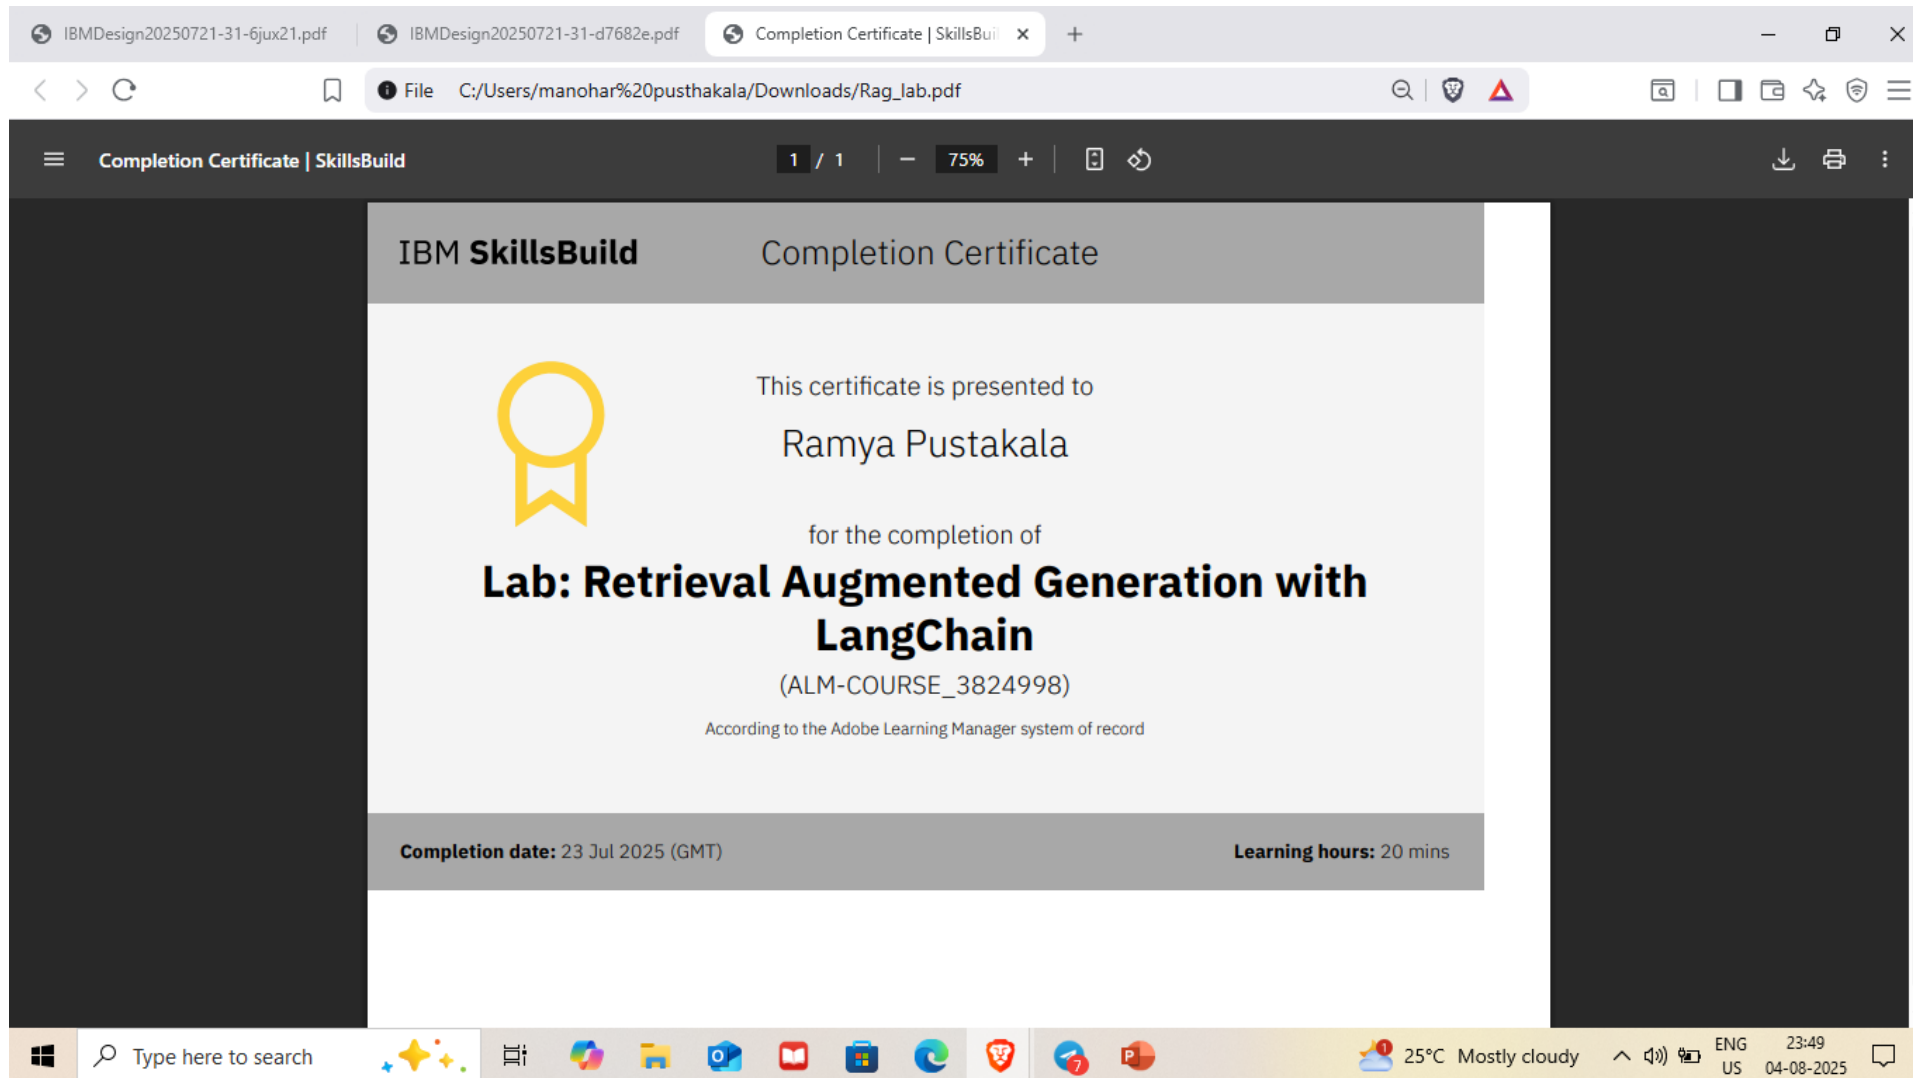 IBMDesign20250721-31-6jux21.pdf
IBMDesign20250721-31-d7682e.pdf
Completion Certificate | SkillsBui
File C:/Users/manohar%20pusthakala/Downloads/Rag_lab.pdf
Completion Certificate | SkillsBuild
1 / 1
75%
IBM SkillsBuild
Completion Certificate
This certificate is presented to
Ramya Pustakala
for the completion of
Lab: Retrieval Augmented Generation with
LangChain
(ALM-COURSE_3824998)
According to the Adobe Learning Manager system of record
Completion date: 23 Jul 2025 (GMT)
Learning hours: 20 mins
Type here to search
7
1
25°C Mostly cloudy
ENG
US
23:49
04-08-2025